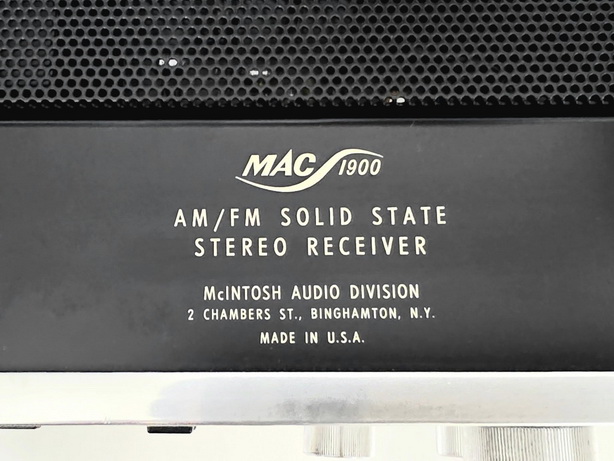 MAC 1900
AM/FM SOLID STATE
STEREO RECEIVER
McINTOSH AUDIO DIVISION
2 CHAMBERS ST., BINGHAMTON, N.Y.
MADE IN U.S.A.